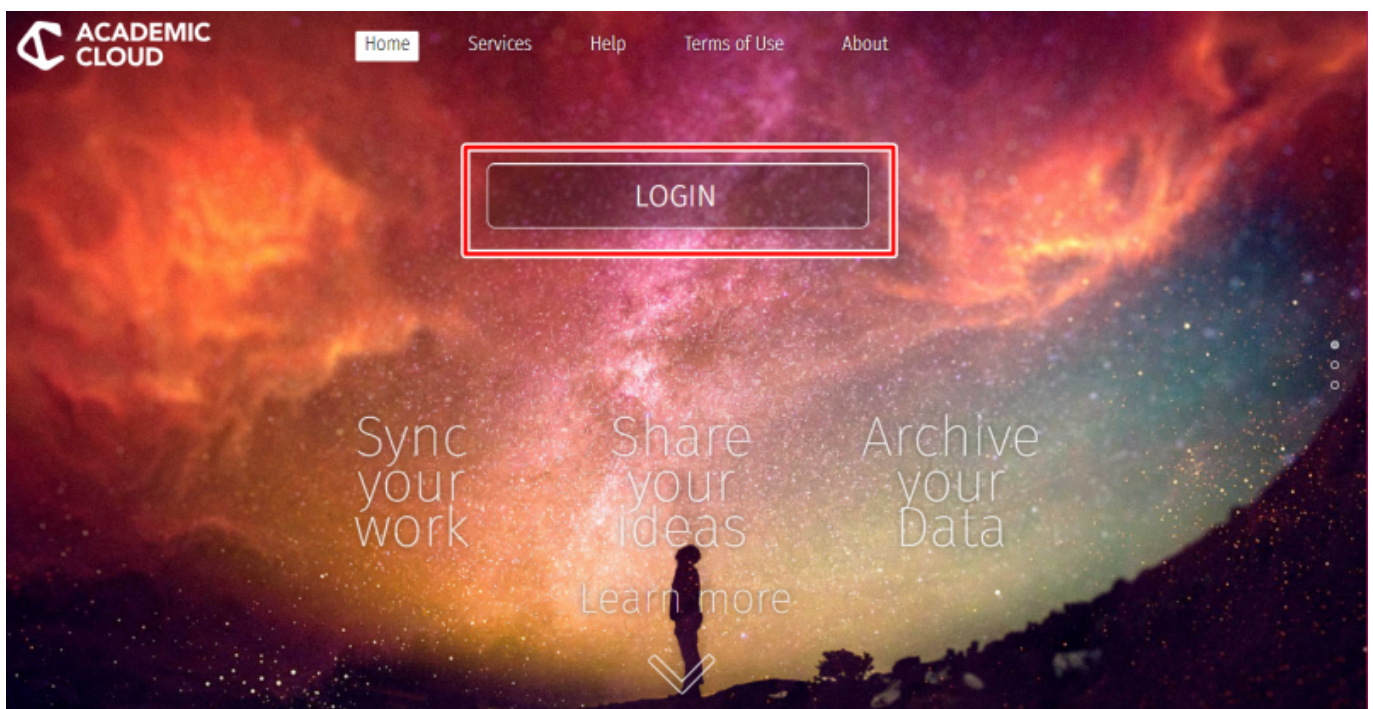 ACADEMIC
CLOUD
Home Services Help Terms of Use About
LOGIN
Sync
your
work
Share
your
ideas
Archive
your
Data
Learn more